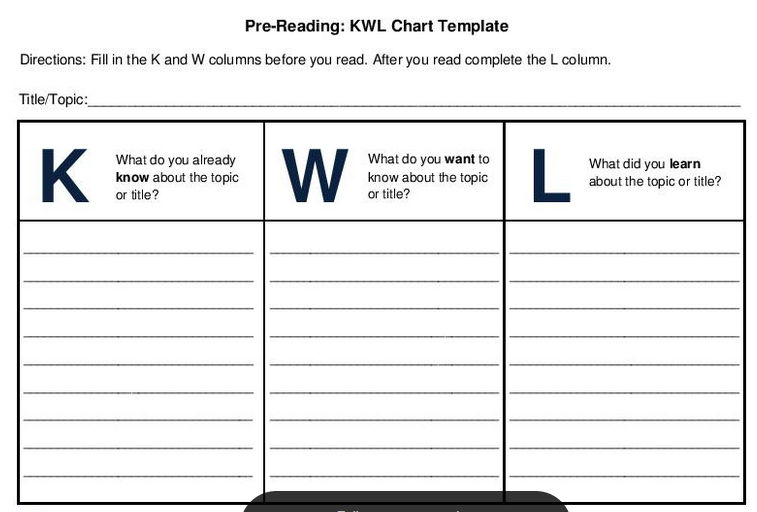 Pre-Reading: KWL Chart Template
Directions: Fill in the K and W columns before you read. After you read complete the L column.
Title/Topic:
K
What do you already
know about the topic
or title?
W
What do you want to
know about the topic
or title?
L
What did you learn
about the topic or title?